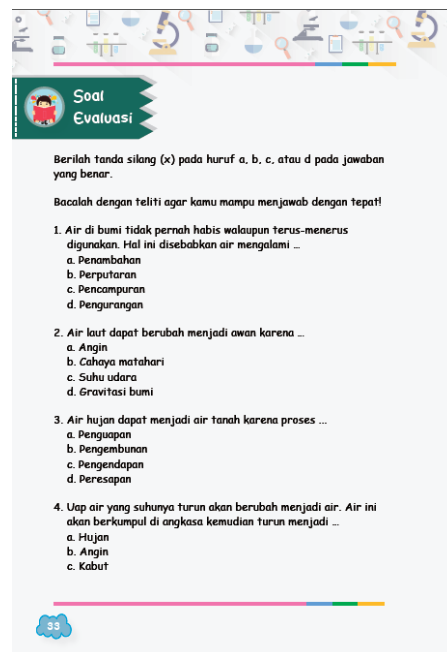 Soal
Evaluasi
Berilah tanda silang (x) pada huruf a, b, c, atau d pada jawaban
yang benar.
Bacalah dengan teliti agar kamu mampu menjawab dengan tepat!
1. Air di bumi tidak pernah habis walaupun terus-menerus
digunakan. Hal ini disebabkan air mengalami ...
a. Penambahan
b. Perputaran
c. Pencampuran
d. Pengurangan
2. Air laut dapat berubah menjadi awan karena ...
a. Angin
b. Cahaya matahari
c. Suhu udara
d. Gravitasi bumi
3. Air hujan dapat menjadi air tanah karena proses ...
a. Penguapan
b. Pengembunan
c. Pengendapan
d. Peresapan
4. Uap air yang suhunya turun akan berubah menjadi air. Air ini
akan berkumpul di angkasa kemudian turun menjadi ...
a. Hujan
b. Angin
c. Kabut
33